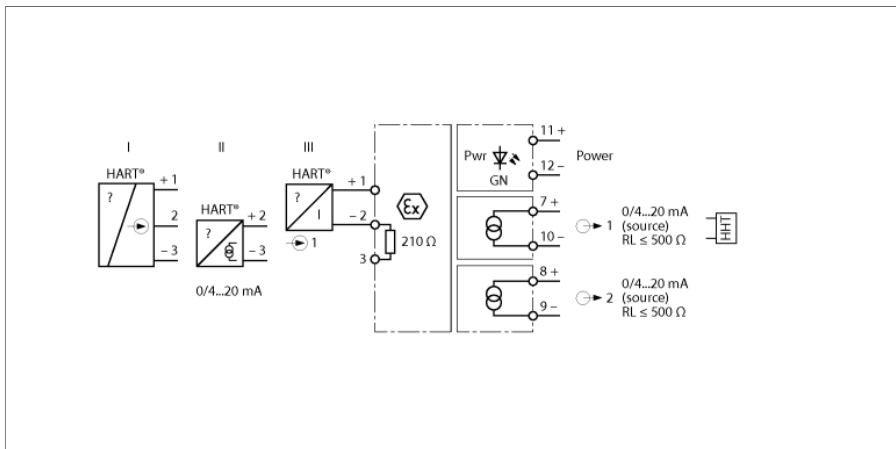 I
HART®
?
+ 1
2
– 3
II
HART®
?
+ 2
– 3
0/4...20 mA
III
HART®
?
I
+ 1
– 2
1
3
210 Ω
Ex
Pwr
GN
11 +
12 –
Power
7 +
10 –
1
0/4...20 mA
(source)
RL ≤ 500 Ω
HHT
8 +
9 –
2
0/4...20 mA
(source)
RL ≤ 500 Ω